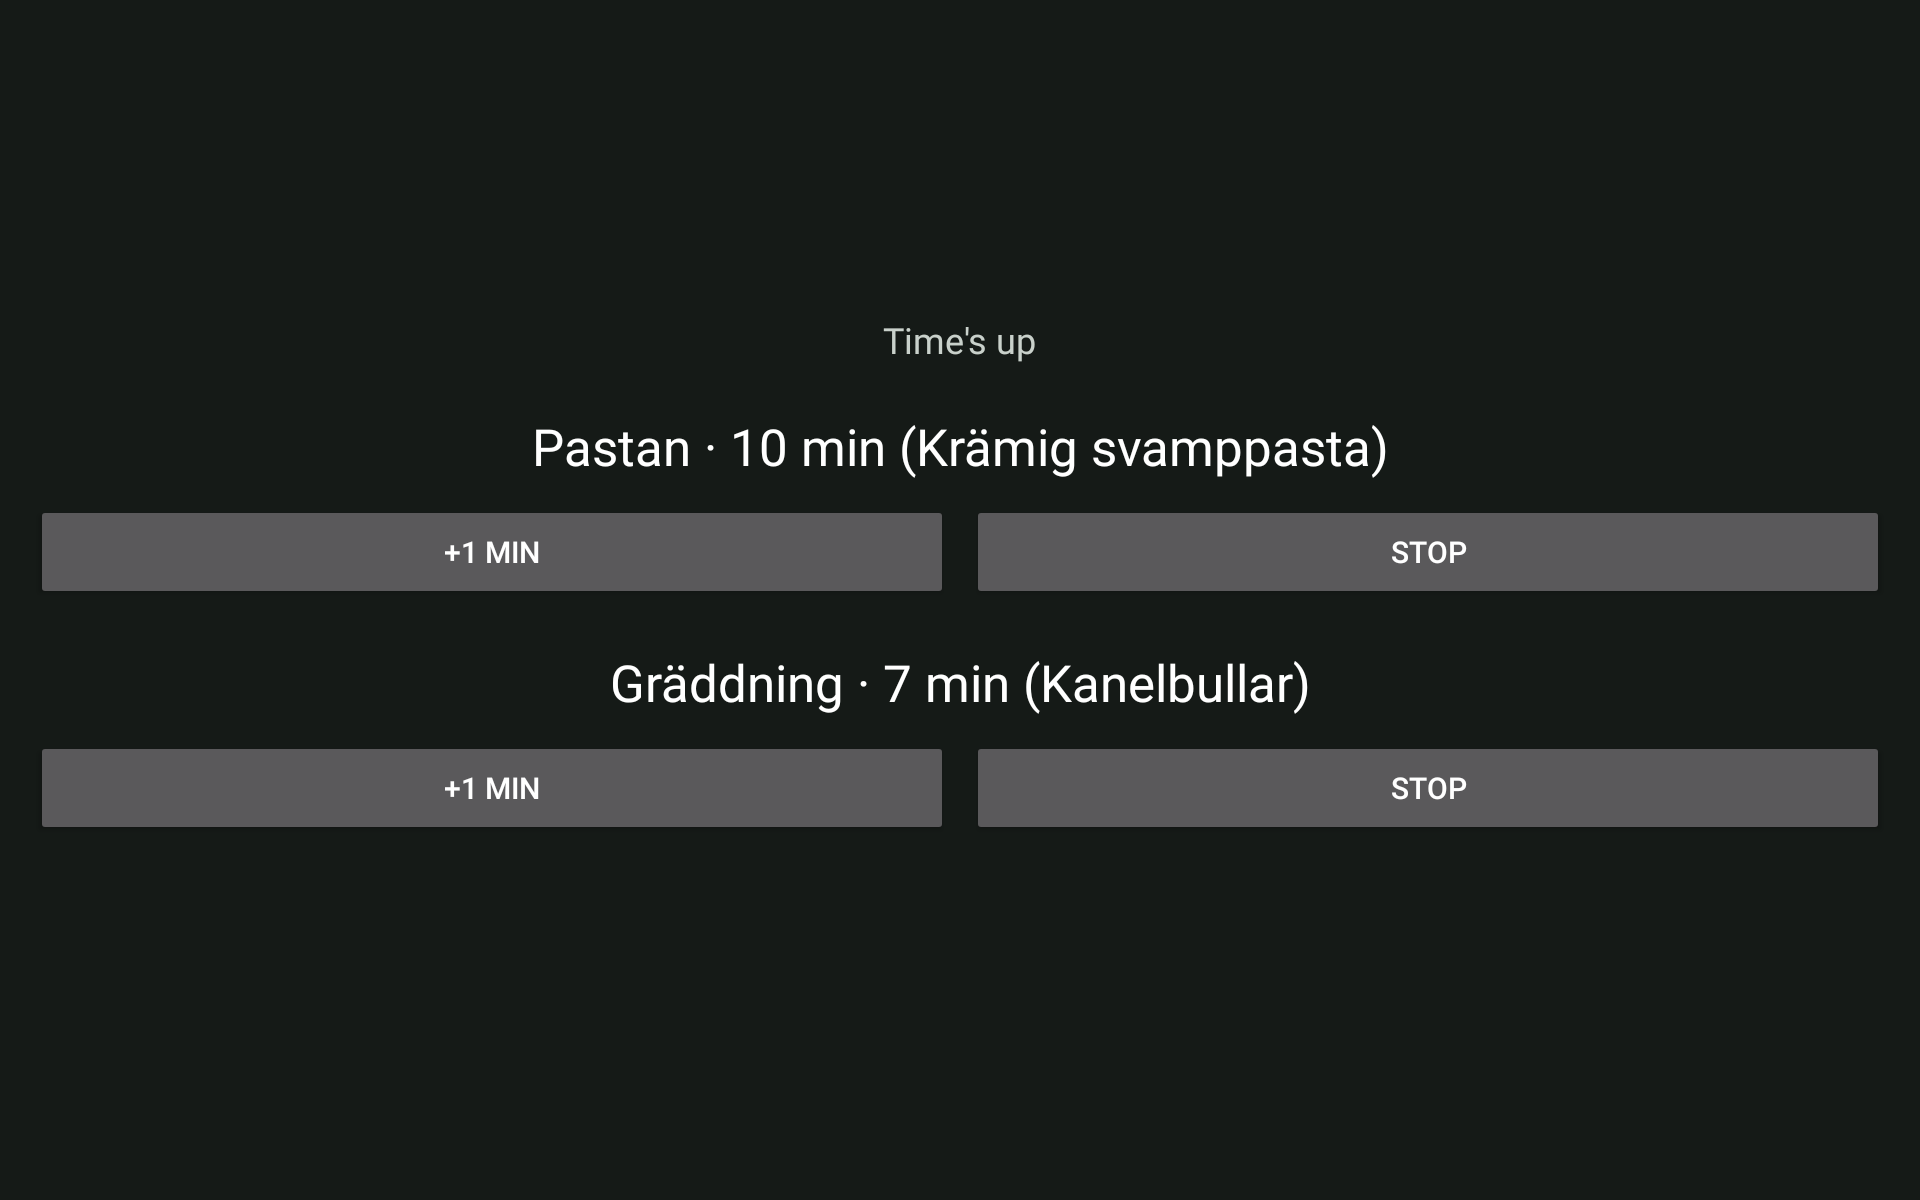 Time's up
Pastan · 10 min (Krämig svamppasta)
+1 MIN
STOP
Gräddning · 7 min (Kanelbullar)
+1 MIN
STOP